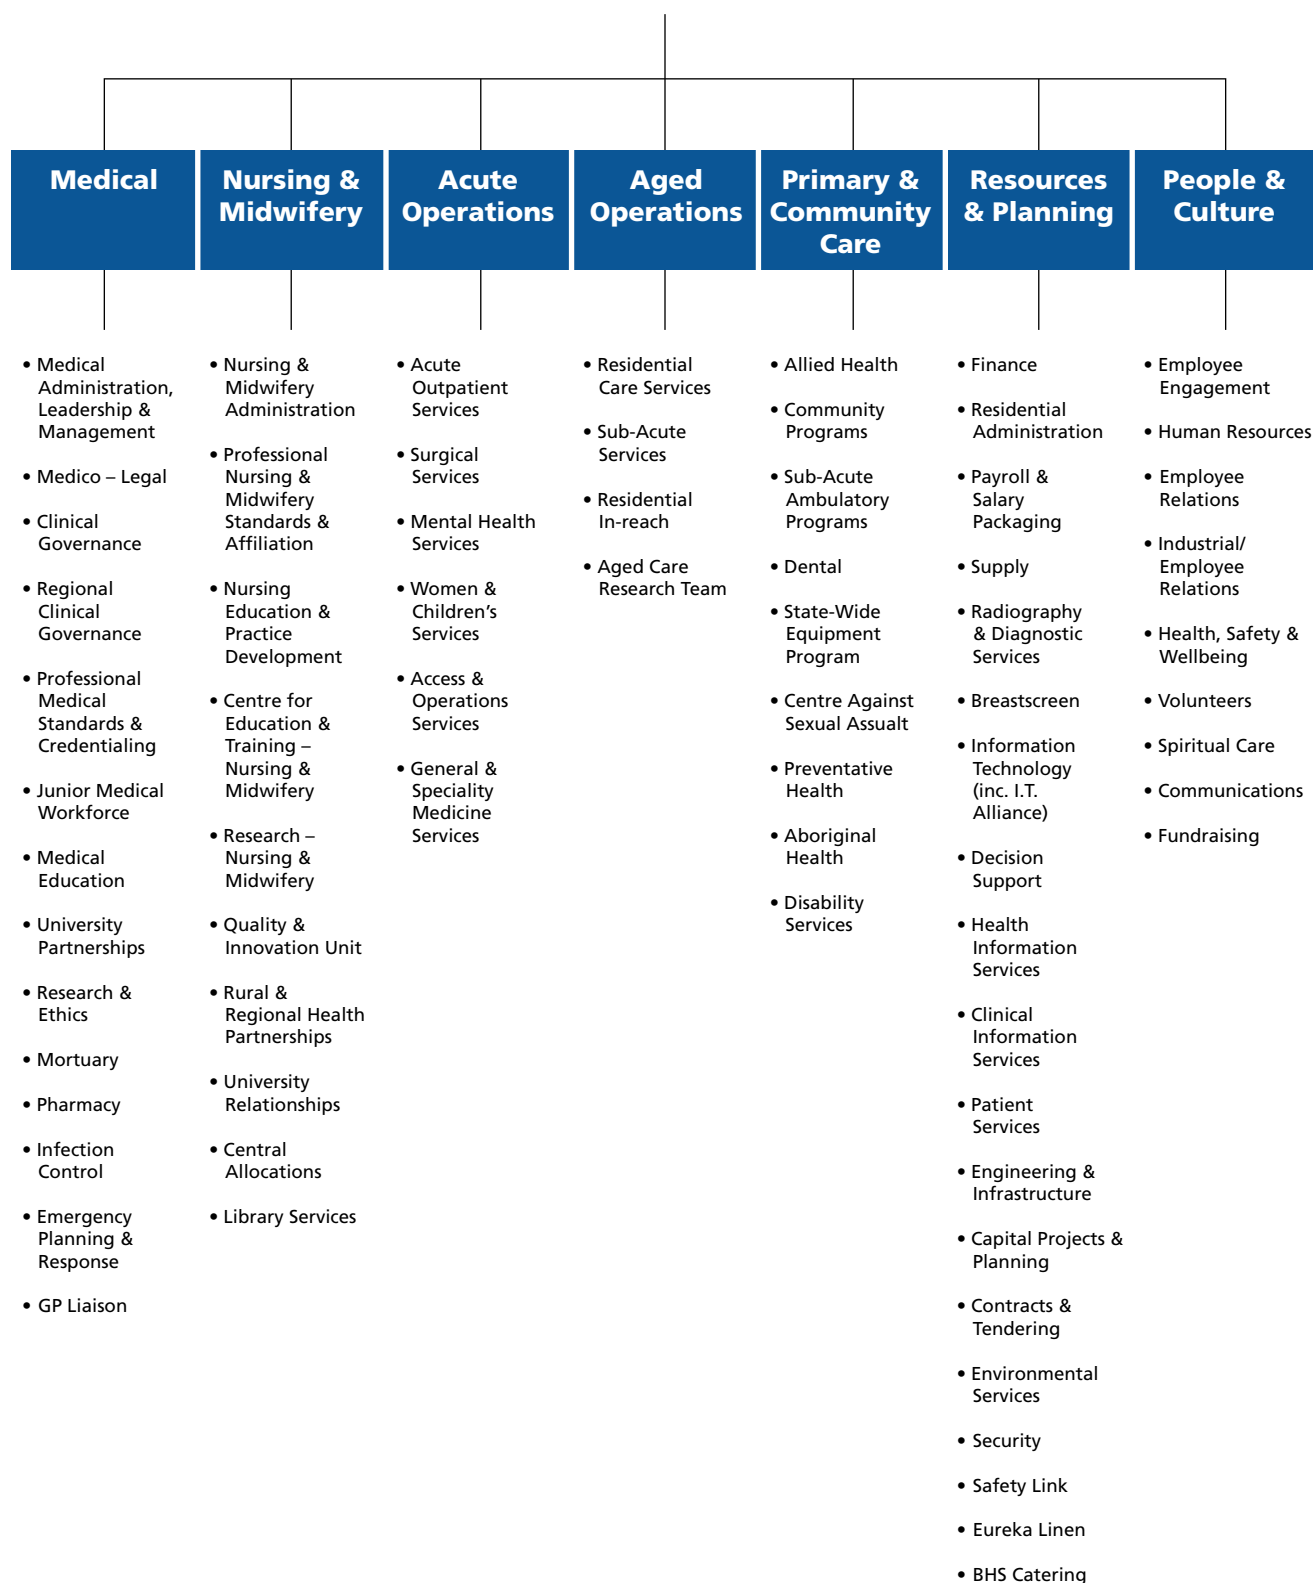 Medical
Nursing &
Midwifery
Acute
Operations
Aged
Operations
Primary &
Community
Care
Resources
& Planning
People &
Culture
• Medical
Administration,
Leadership &
Management
• Medico – Legal
• Clinical
Governance
• Regional
Clinical
Governance
• Professional
Medical
Standards &
Credentialing
• Junior Medical
Workforce
• Medical
Education
• University
Partnerships
• Research &
Ethics
• Mortuary
• Pharmacy
• Infection
Control
• Emergency
Planning &
Response
• GP Liaison
• Nursing &
Midwifery
Administration
• Professional
Nursing &
Midwifery
Standards &
Affiliation
• Nursing
Education &
Practice
Development
• Centre for
Education &
Training –
Nursing &
Midwifery
• Research –
Nursing &
Midwifery
• Quality &
Innovation Unit
• Rural &
Regional Health
Partnerships
• University
Relationships
• Central
Allocations
• Library Services
• Acute
Outpatient
Services
• Surgical
Services
• Mental Health
Services
• Women &
Children’s
Services
• Access &
Operations
Services
• General &
Speciality
Medicine
Services
• Residential
Care Services
• Sub-Acute
Services
• Residential
In-reach
• Aged Care
Research Team
• Allied Health
• Community
Programs
• Sub-Acute
Ambulatory
Programs
• Dental
• State-Wide
Equipment
Program
• Centre Against
Sexual Assualt
• Preventative
Health
• Aboriginal
Health
• Disability
Services
• Finance
• Residential
Administration
• Payroll &
Salary
Packaging
• Supply
• Radiography
& Diagnostic
Services
• Breastscreen
• Information
Technology
(inc. I.T.
Alliance)
• Decision
Support
• Health
Information
Services
• Clinical
Information
Services
• Patient
Services
• Engineering &
Infrastructure
• Capital Projects &
Planning
• Contracts &
Tendering
• Environmental
Services
• Security
• Safety Link
• Eureka Linen
• BHS Catering
• Employee
Engagement
• Human Resources
• Employee
Relations
• Industrial/
Employee
Relations
• Health, Safety &
Wellbeing
• Volunteers
• Spiritual Care
• Communications
• Fundraising